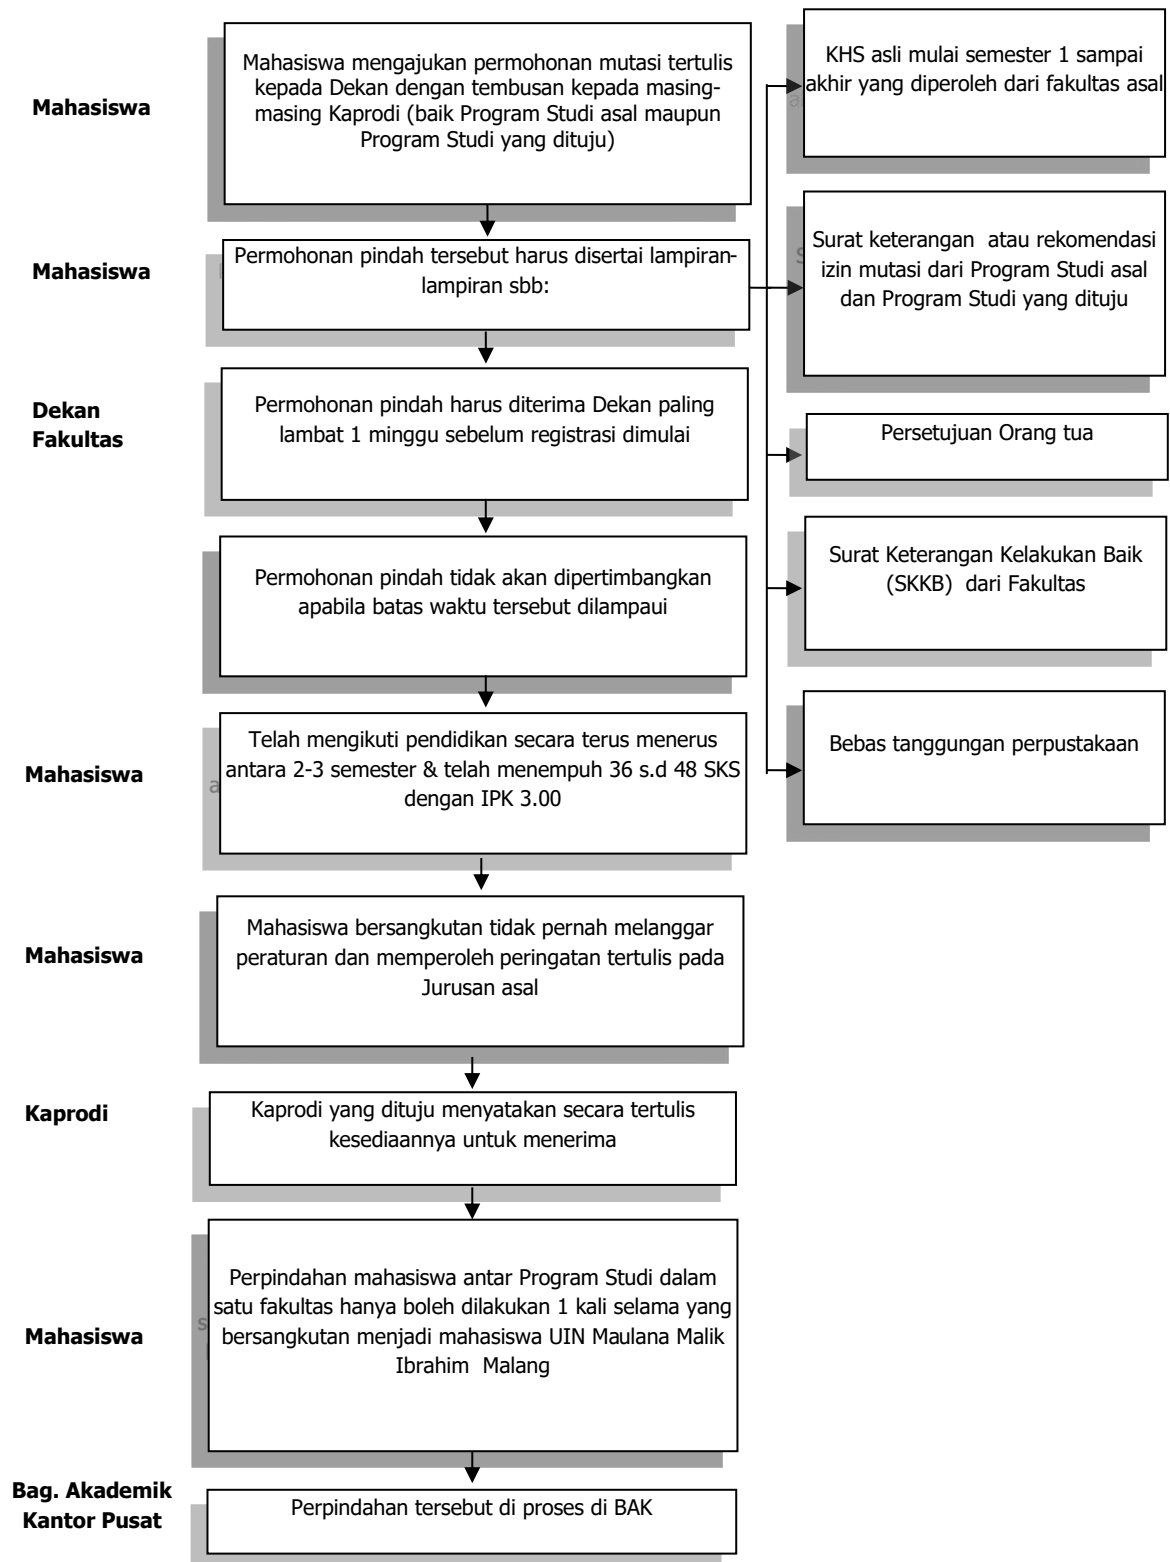 Mahasiswa
Mahasiswa mengajukan permohonan mutasi tertulis
kepada Dekan dengan tembusan kepada masing-
masing Kaprodi (baik Program Studi asal maupun
Program Studi yang dituju)
Mahasiswa
Permohonan pindah tersebut harus disertai lampiran-
lampiran sbb:
KHS asli mulai semester 1 sampai
akhir yang diperoleh dari fakultas asal
Surat keterangan atau rekomendasi
izin mutasi dari Program Studi asal
dan Program Studi yang dituju
Persetujuan Orang tua
Surat Keterangan Kelakukan Baik
(SKKB) dari Fakultas
Bebas tanggungan perpustakaan
Dekan
Fakultas
Permohonan pindah harus diterima Dekan paling
lambat 1 minggu sebelum registrasi dimulai
Permohonan pindah tidak akan dipertimbangkan
apabila batas waktu tersebut dilampaui
Mahasiswa
Telah mengikuti pendidikan secara terus menerus
antara 2-3 semester & telah menempuh 36 s.d 48 SKS
dengan IPK 3.00
Mahasiswa
Mahasiswa bersangkutan tidak pernah melanggar
peraturan dan memperoleh peringatan tertulis pada
Jurusan asal
Kaprodi
Kaprodi yang dituju menyatakan secara tertulis
kesediaannya untuk menerima
Mahasiswa
Perpindahan mahasiswa antar Program Studi dalam
satu fakultas hanya boleh dilakukan 1 kali selama yang
bersangkutan menjadi mahasiswa UIN Maulana Malik
Ibrahim Malang
Bag. Akademik
Kantor Pusat
Perpindahan tersebut di proses di BAK